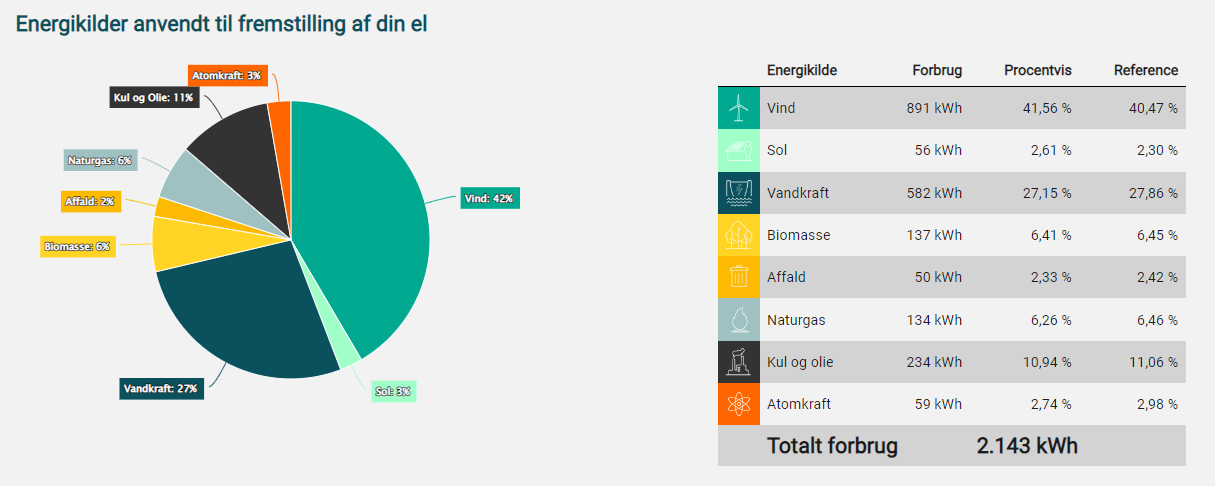 Energikilder anvendt til fremstilling af din el
Atomkraft: 3%
Kul og Olie: 11%
Naturgas: 6%
Affald: 2%
Biomasse: 6%
Vandkraft: 27%
Vind: 42%
Sol: 3%
Energikilde Forbrug Procentvis Reference
Vind 891 kWh 41,56 % 40,47 %
Sol 56 kWh 2,61 % 2,30 %
Vandkraft 582 kWh 27,15 % 27,86 %
Biomasse 137 kWh 6,41 % 6,45 %
Affald 50 kWh 2,33 % 2,42 %
Naturgas 134 kWh 6,26 % 6,46 %
Kul og olie 234 kWh 10,94 % 11,06 %
Atomkraft 59 kWh 2,74 % 2,98 %
Totalt forbrug 2.143 kWh